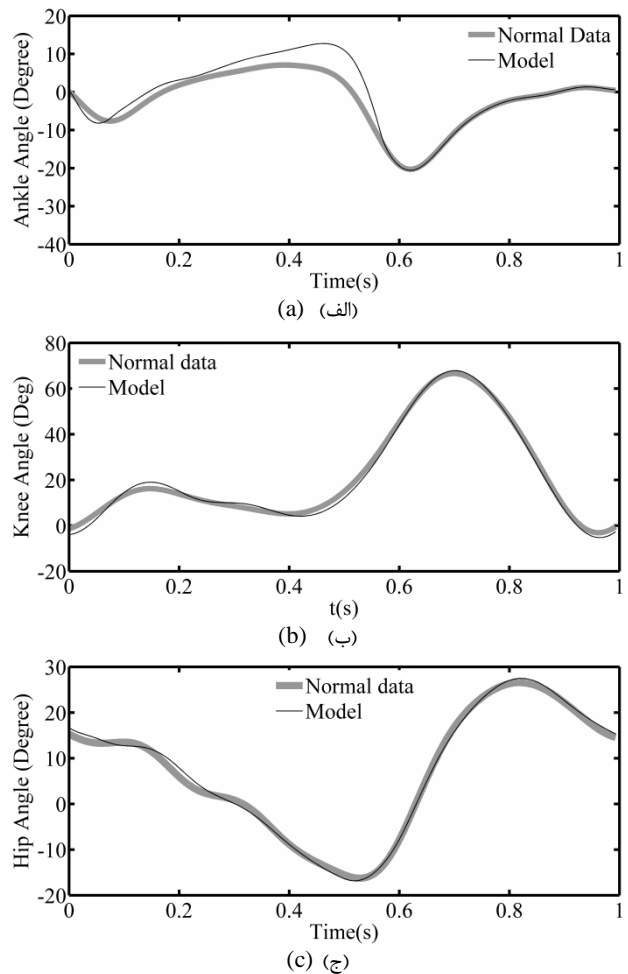 20
10
0
-10
-20
-30
-40
Ankle Angle (Degree)
Normal Data
Model
0 0.2 0.4 0.6 0.8 1
Time(s)
(a) (الف)
80
60
40
20
0
-20
Knee Angle (Deg)
Normal data
Model
0 0.2 0.4 0.6 0.8 1
t(s)
(b) (ب)
30
20
10
0
-10
-20
Hip Angle (Degree)
Normal data
Model
0 0.2 0.4 0.6 0.8 1
Time(s)
(c) (ج)